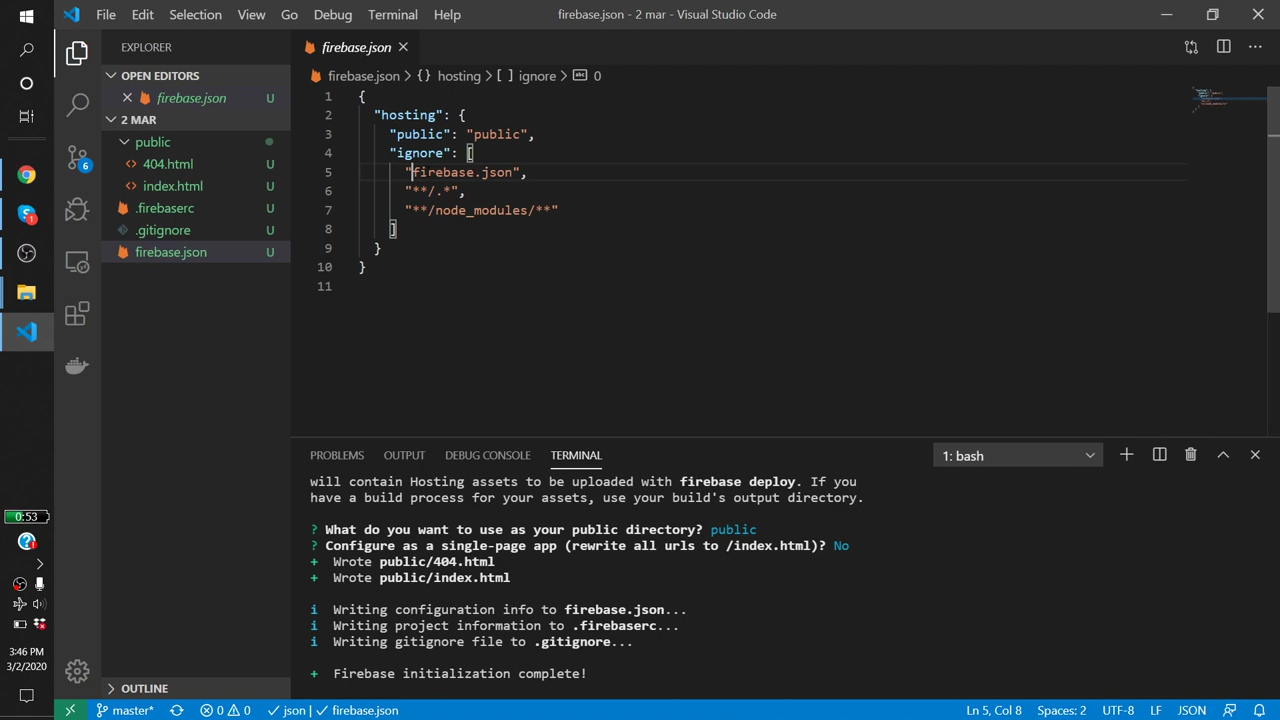 File Edit Selection View Go Debug Terminal Help
firebase.json - 2 mar - Visual Studio Code
EXPLORER
OPEN EDITORS
firebase.json U
2 MAR
public
404.html U
index.html U
.firebaserc U
.gitignore U
firebase.json U
OUTLINE
6
1
firebase.json
firebase.json > {} hosting > [ ] ignore > abc 0
1 {
2 "hosting": {
3 "public": "public",
4 "ignore": [
5 "firebase.json",
6 "**/.*",
7 "**/node_modules/**"
8 ]
9 }
10 }
11
PROBLEMS OUTPUT DEBUG CONSOLE TERMINAL
1: bash
will contain Hosting assets to be uploaded with firebase deploy. If you
have a build process for your assets, use your build's output directory.
? What do you want to use as your public directory? public
? Configure as a single-page app (rewrite all urls to /index.html)? No
+ Wrote public/404.html
+ Wrote public/index.html
i Writing configuration info to firebase.json...
i Writing project information to .firebaserc...
i Writing gitignore file to .gitignore...
+ Firebase initialization complete!
0:53
3:46 PM
3/2/2020
master* 0 0 json | firebase.json
Ln 5, Col 8 Spaces: 2 UTF-8 LF JSON